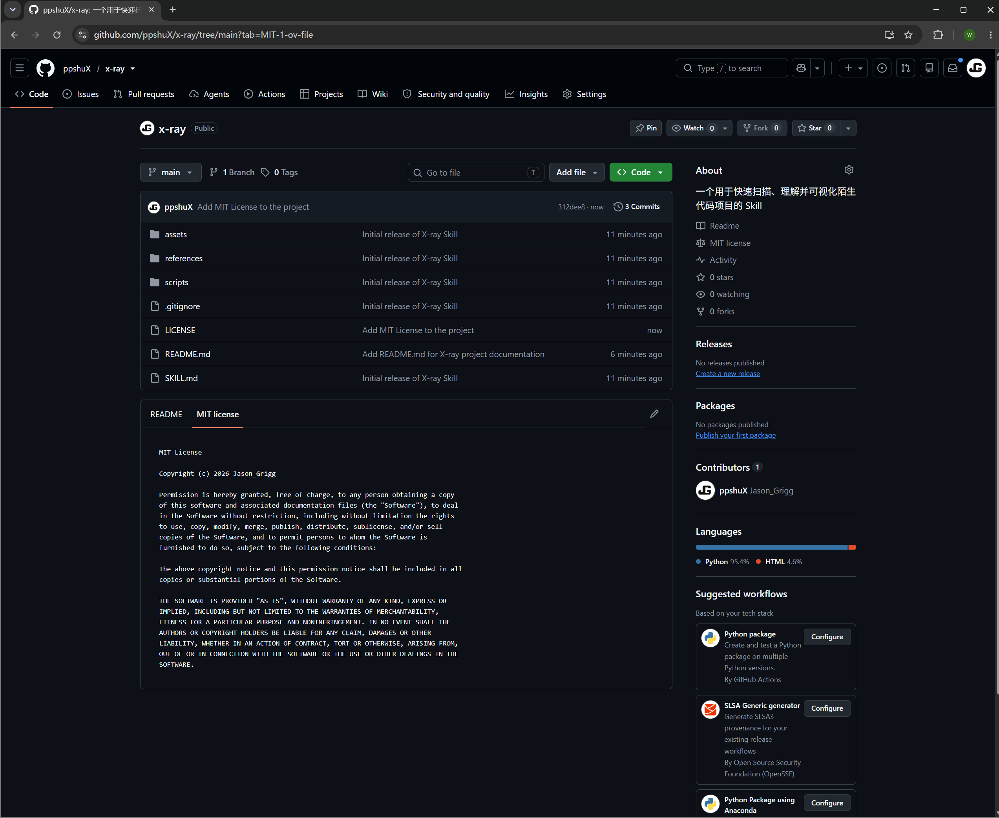 ppshuX/x-ray: 一个用于快速扫
github.com/ppshuX/x-ray/tree/main?tab=MIT-1-ov-file
W
ppshuX / x-ray
Type / to search
JG
Code
Issues
Pull requests
Agents
Actions
Projects
Wiki
Security and quality
Insights
Settings
JG x-ray Public
Pin
Watch 0
Fork 0
Star 0
main
1 Branch
0 Tags
Go to file T
Add file
Code
JG ppshuX Add MIT License to the project 312dee8 · now 3 Commits
assets Initial release of X-ray Skill 11 minutes ago
references Initial release of X-ray Skill 11 minutes ago
scripts Initial release of X-ray Skill 11 minutes ago
.gitignore Initial release of X-ray Skill 11 minutes ago
LICENSE Add MIT License to the project now
README.md Add README.md for X-ray project documentation 6 minutes ago
SKILL.md Initial release of X-ray Skill 11 minutes ago
README MIT license
MIT License
Copyright (c) 2026 Jason_Grigg
Permission is hereby granted, free of charge, to any person obtaining a copy
of this software and associated documentation files (the "Software"), to deal
in the Software without restriction, including without limitation the rights
to use, copy, modify, merge, publish, distribute, sublicense, and/or sell
copies of the Software, and to permit persons to whom the Software is
furnished to do so, subject to the following conditions:
The above copyright notice and this permission notice shall be included in all
copies or substantial portions of the Software.
THE SOFTWARE IS PROVIDED "AS IS", WITHOUT WARRANTY OF ANY KIND, EXPRESS OR
IMPLIED, INCLUDING BUT NOT LIMITED TO THE WARRANTIES OF MERCHANTABILITY,
FITNESS FOR A PARTICULAR PURPOSE AND NONINFRINGEMENT. IN NO EVENT SHALL THE
AUTHORS OR COPYRIGHT HOLDERS BE LIABLE FOR ANY CLAIM, DAMAGES OR OTHER
LIABILITY, WHETHER IN AN ACTION OF CONTRACT, TORT OR OTHERWISE, ARISING FROM,
OUT OF OR IN CONNECTION WITH THE SOFTWARE OR THE USE OR OTHER DEALINGS IN THE
SOFTWARE.
About
一个用于快速扫描、理解并可视化陌生
代码项目的 Skill
Readme
MIT license
Activity
0 stars
0 watching
0 forks
Releases
No releases published
Create a new release
Packages
No packages published
Publish your first package
Contributors 1
JG ppshuX Jason_Grigg
Languages
Python 95.4% HTML 4.6%
Suggested workflows
Based on your tech stack
Python package
Configure
Create and test a Python
package on multiple
Python versions.
By GitHub Actions
SLSA Generic generator
Configure
Generate SLSA3
provenance for your
existing release
workflows
By Open Source Security
Foundation (OpenSSF)
Python Package using
Anaconda
Configure